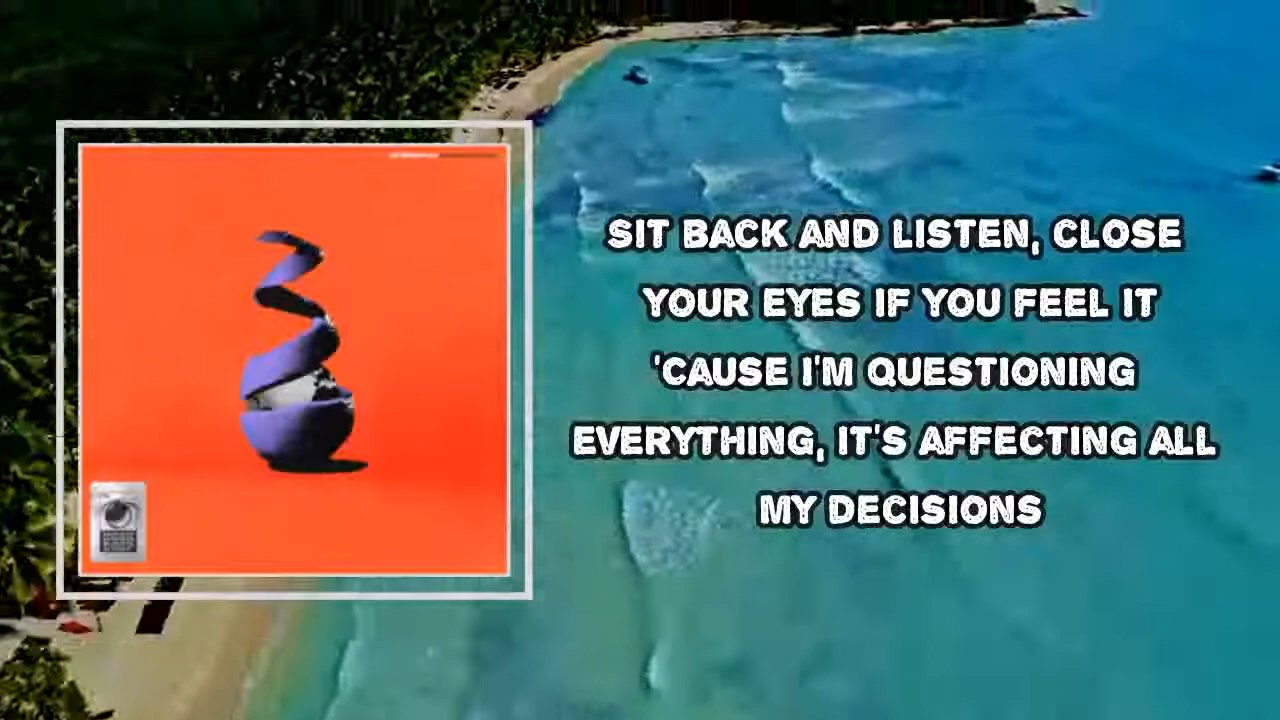 SIT BACK AND LISTEN, CLOSE
YOUR EYES IF YOU FEEL IT
'CAUSE I'M QUESTIONING
EVERYTHING, IT'S AFFECTING ALL
MY DECISIONS